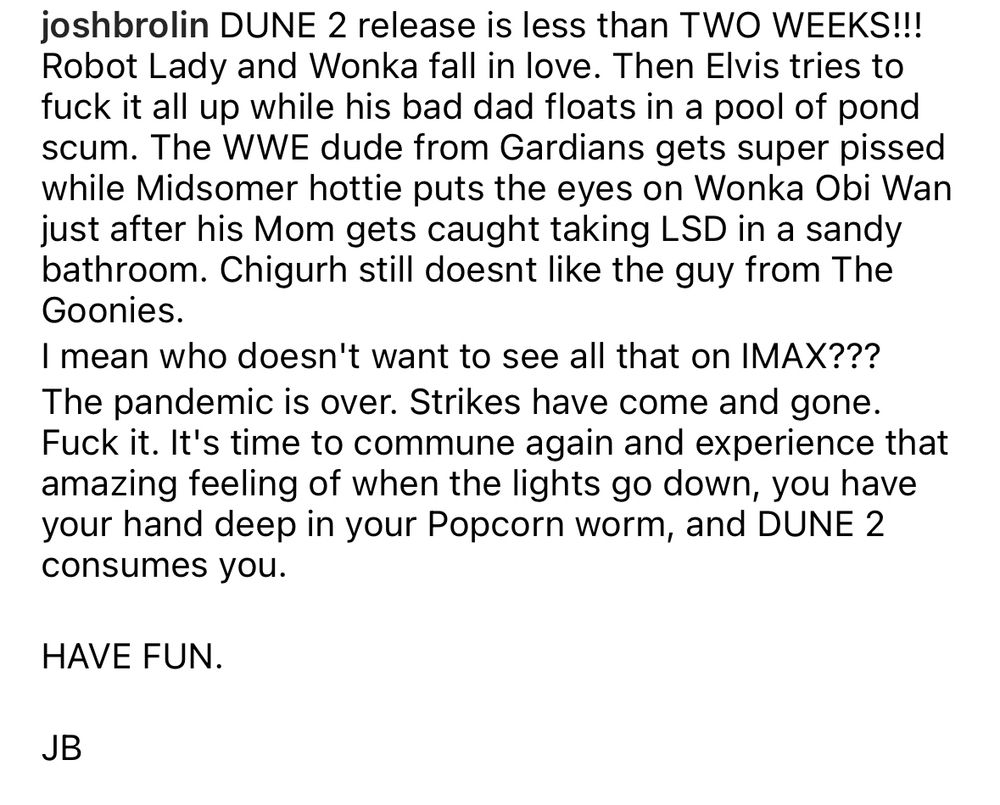 joshbrolin DUNE 2 release is less than TWO WEEKS!!!
Robot Lady and Wonka fall in love. Then Elvis tries to
fuck it all up while his bad dad floats in a pool of pond
scum. The WWE dude from Gardians gets super pissed
while Midsomer hottie puts the eyes on Wonka Obi Wan
just after his Mom gets caught taking LSD in a sandy
bathroom. Chigurh still doesnt like the guy from The
Goonies.
I mean who doesn't want to see all that on IMAX???
The pandemic is over. Strikes have come and gone.
Fuck it. It's time to commune again and experience that
amazing feeling of when the lights go down, you have
your hand deep in your Popcorn worm, and DUNE 2
consumes you.
HAVE FUN.
JB